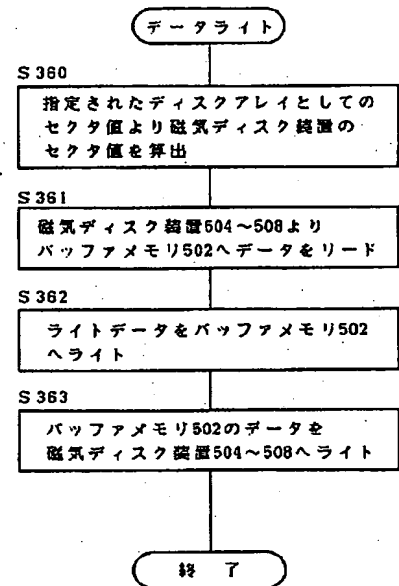 データライト
S360
指定されたディスクアレイとしての
セクタ値より磁気ディスク装置の
セクタ値を算出
S361
磁気ディスク装置504～508より
バッファメモリ502へデータをリード
S362
ライトデータをバッファメモリ502
へライト
S363
バッファメモリ502のデータを
磁気ディスク装置504～508へライト
終了